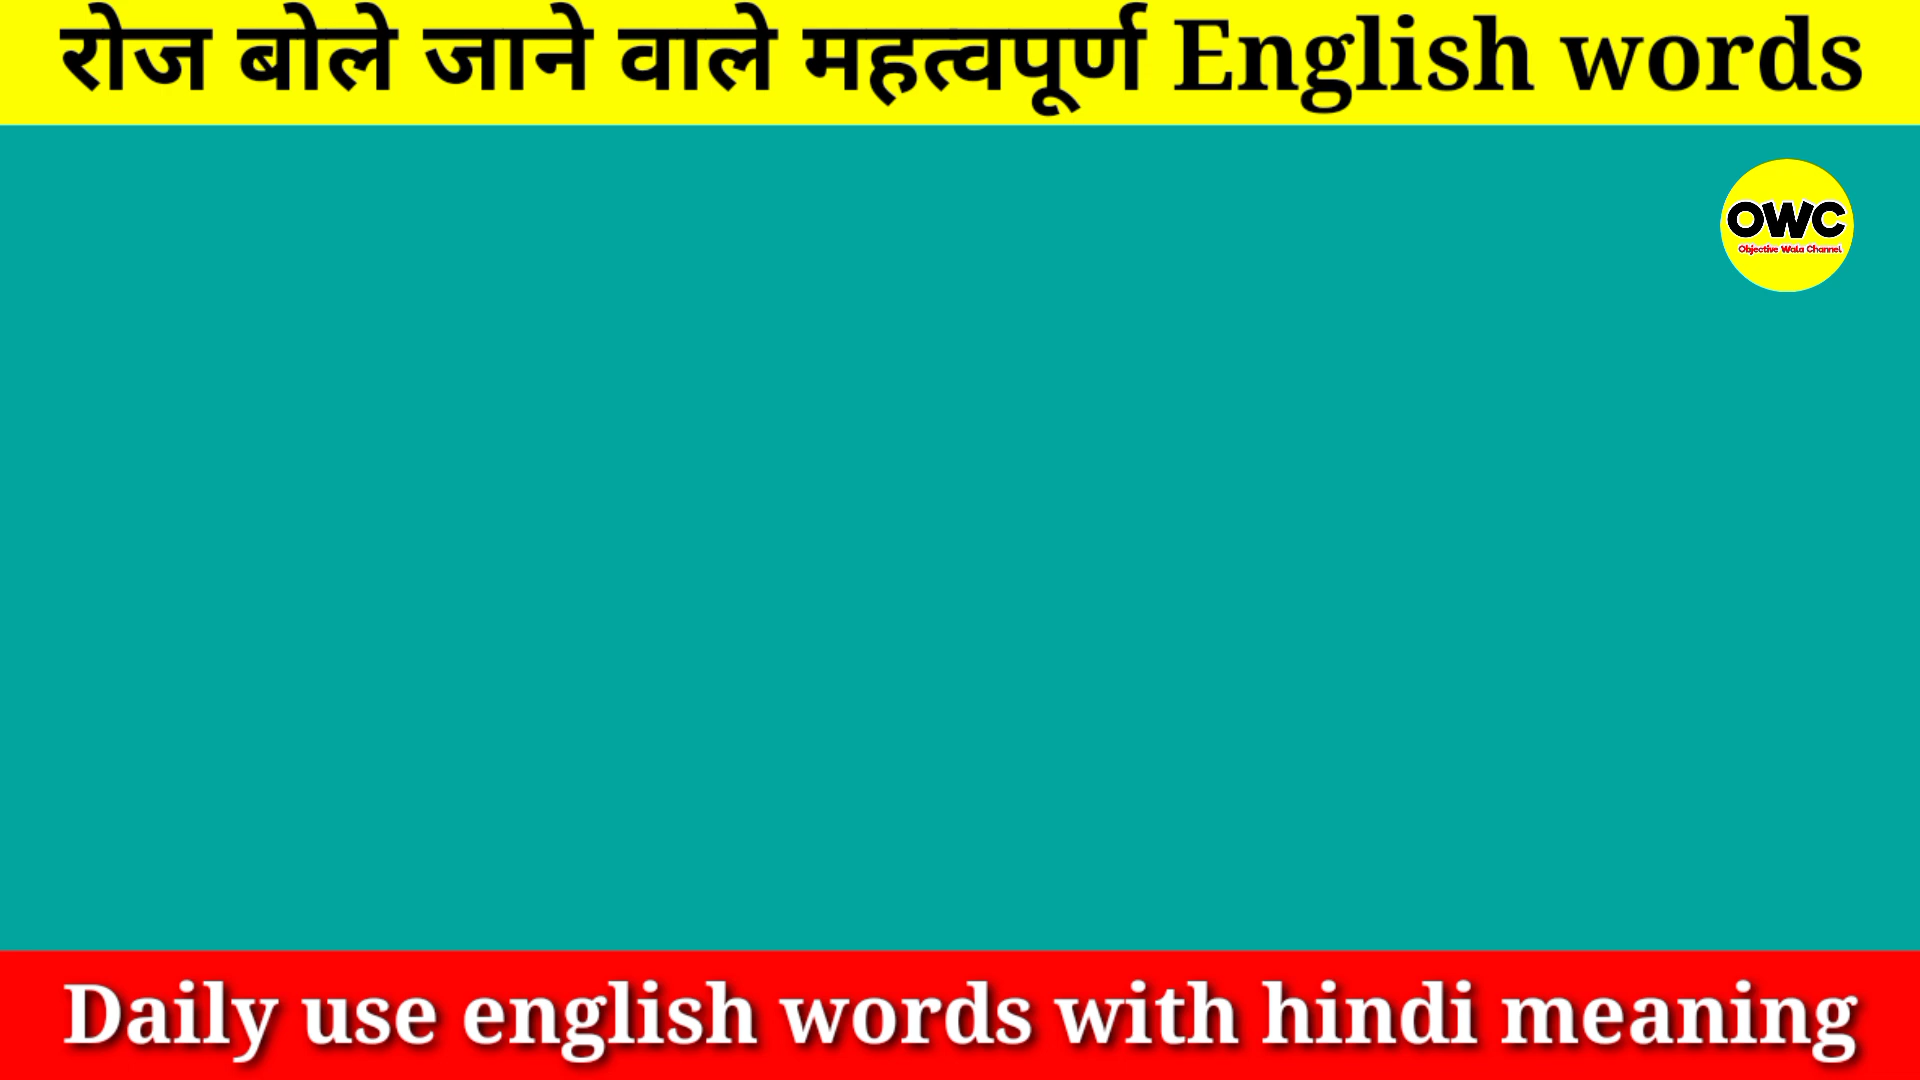 रोज बोले जाने वाले महत्वपूर्ण English words
OWC
Objective Wala Channel
Daily use english words with hindi meaning